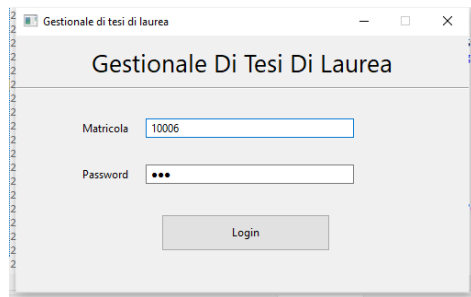 Gestionale di tesi di laurea
Gestionale Di Tesi Di Laurea
Matricola 10006
Password ●●●
Login